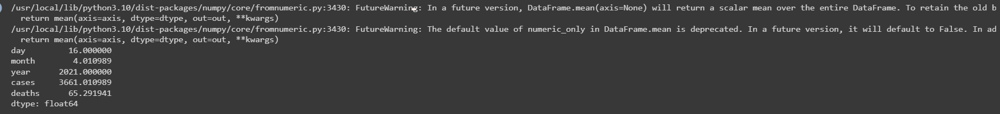 /usr/local/lib/python3.10/dist-packages/numpy/core/fromnumeric.py:3430: FutureWarning: In a future version, DataFrame.mean(axis=None) will return a scalar mean over the entire DataFrame. To retain the old b
  return mean(axis=axis, dtype=dtype, out=out, **kwargs)
/usr/local/lib/python3.10/dist-packages/numpy/core/fromnumeric.py:3430: FutureWarning: The default value of numeric_only in DataFrame.mean is deprecated. In a future version, it will default to False. In ad
  return mean(axis=axis, dtype=dtype, out=out, **kwargs)
day         16.000000
month        4.010989
year      2021.000000
cases     3661.010989
deaths      65.291941
dtype: float64